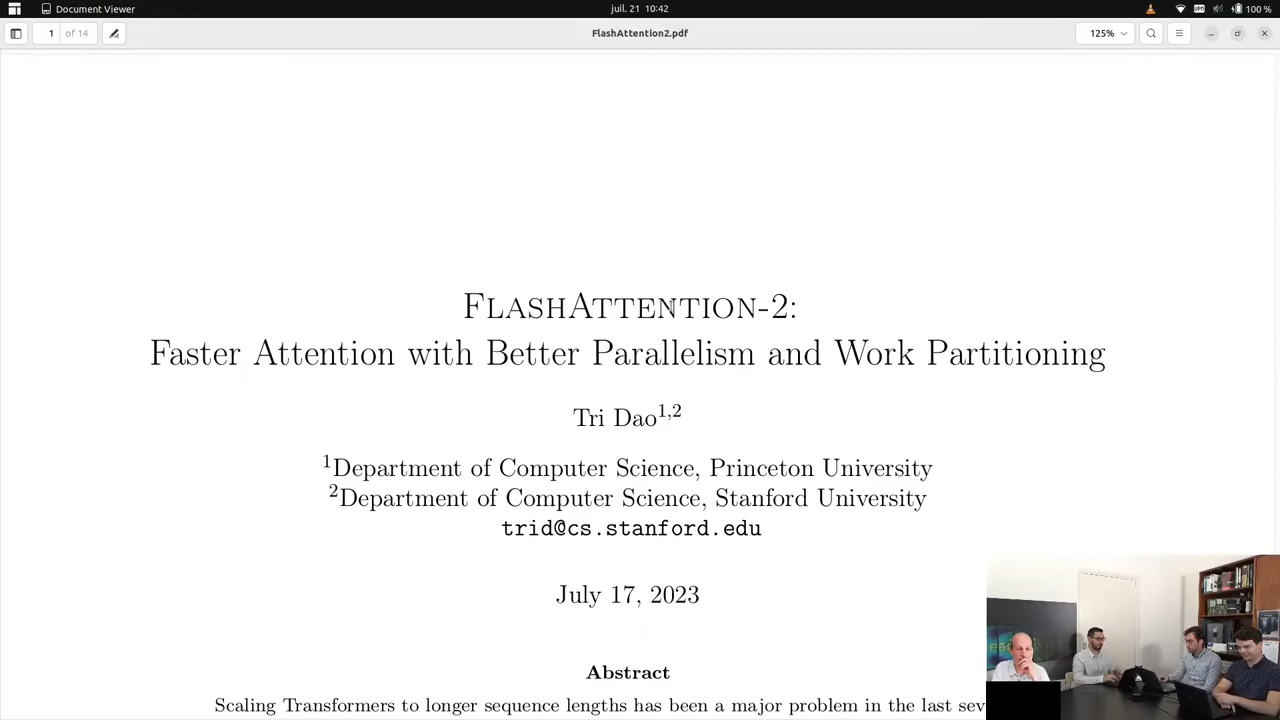 Document Viewer
juil. 21 10:42
100 %
1 of 14
FlashAttention2.pdf
125%
FLASHATTENTION-2:
Faster Attention with Better Parallelism and Work Partitioning
Tri Dao1,2
1Department of Computer Science, Princeton University
2Department of Computer Science, Stanford University
trid@cs.stanford.edu
July 17, 2023
Abstract
Scaling Transformers to longer sequence lengths has been a major problem in the last sev